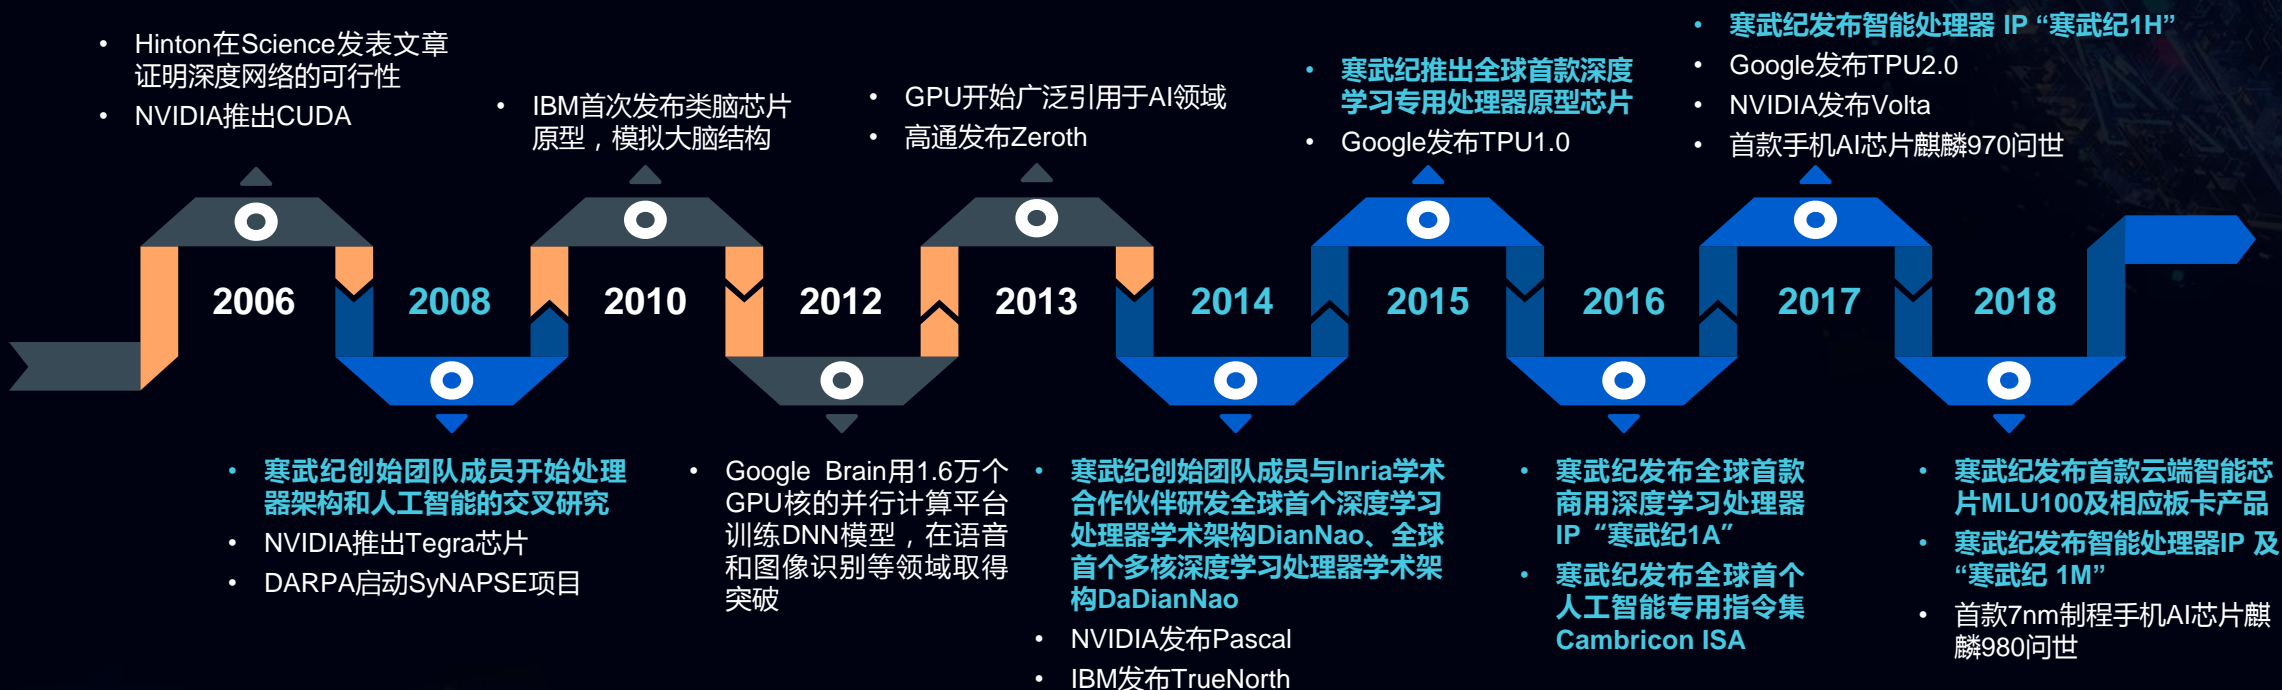 • Hinton在Science发表文章
证明深度网络的可行性
• NVIDIA推出CUDA
• IBM首次发布类脑芯片
原型，模拟大脑结构
• GPU开始广泛引用于AI领域
• 高通发布Zeroth
• 寒武纪推出全球首款深度
学习专用处理器原型芯片
• Google发布TPU1.0
• 寒武纪发布智能处理器 IP “寒武纪1H”
• Google发布TPU2.0
• NVIDIA发布Volta
• 首款手机AI芯片麒麟970问世
2006 2008 2010 2012 2013 2014 2015 2016 2017 2018
• 寒武纪创始团队成员开始处理
器架构和人工智能的交叉研究
• NVIDIA推出Tegra芯片
• DARPA启动SyNAPSE项目
• Google Brain用1.6万个
GPU核的并行计算平台
训练DNN模型，在语音
和图像识别等领域取得
突破
• 寒武纪创始团队成员与Inria学术
合作伙伴研发全球首个深度学习
处理器学术架构DianNao、全球
首个多核深度学习处理器学术架
构DaDianNao
• NVIDIA发布Pascal
• IBM发布TrueNorth
• 寒武纪发布全球首款
商用深度学习处理器
IP “寒武纪1A”
• 寒武纪发布全球首个
人工智能专用指令集
Cambricon ISA
• 寒武纪发布首款云端智能芯
片MLU100及相应板卡产品
• 寒武纪发布智能处理器IP 及
“寒武纪 1M”
• 首款7nm制程手机AI芯片麒
麟980问世